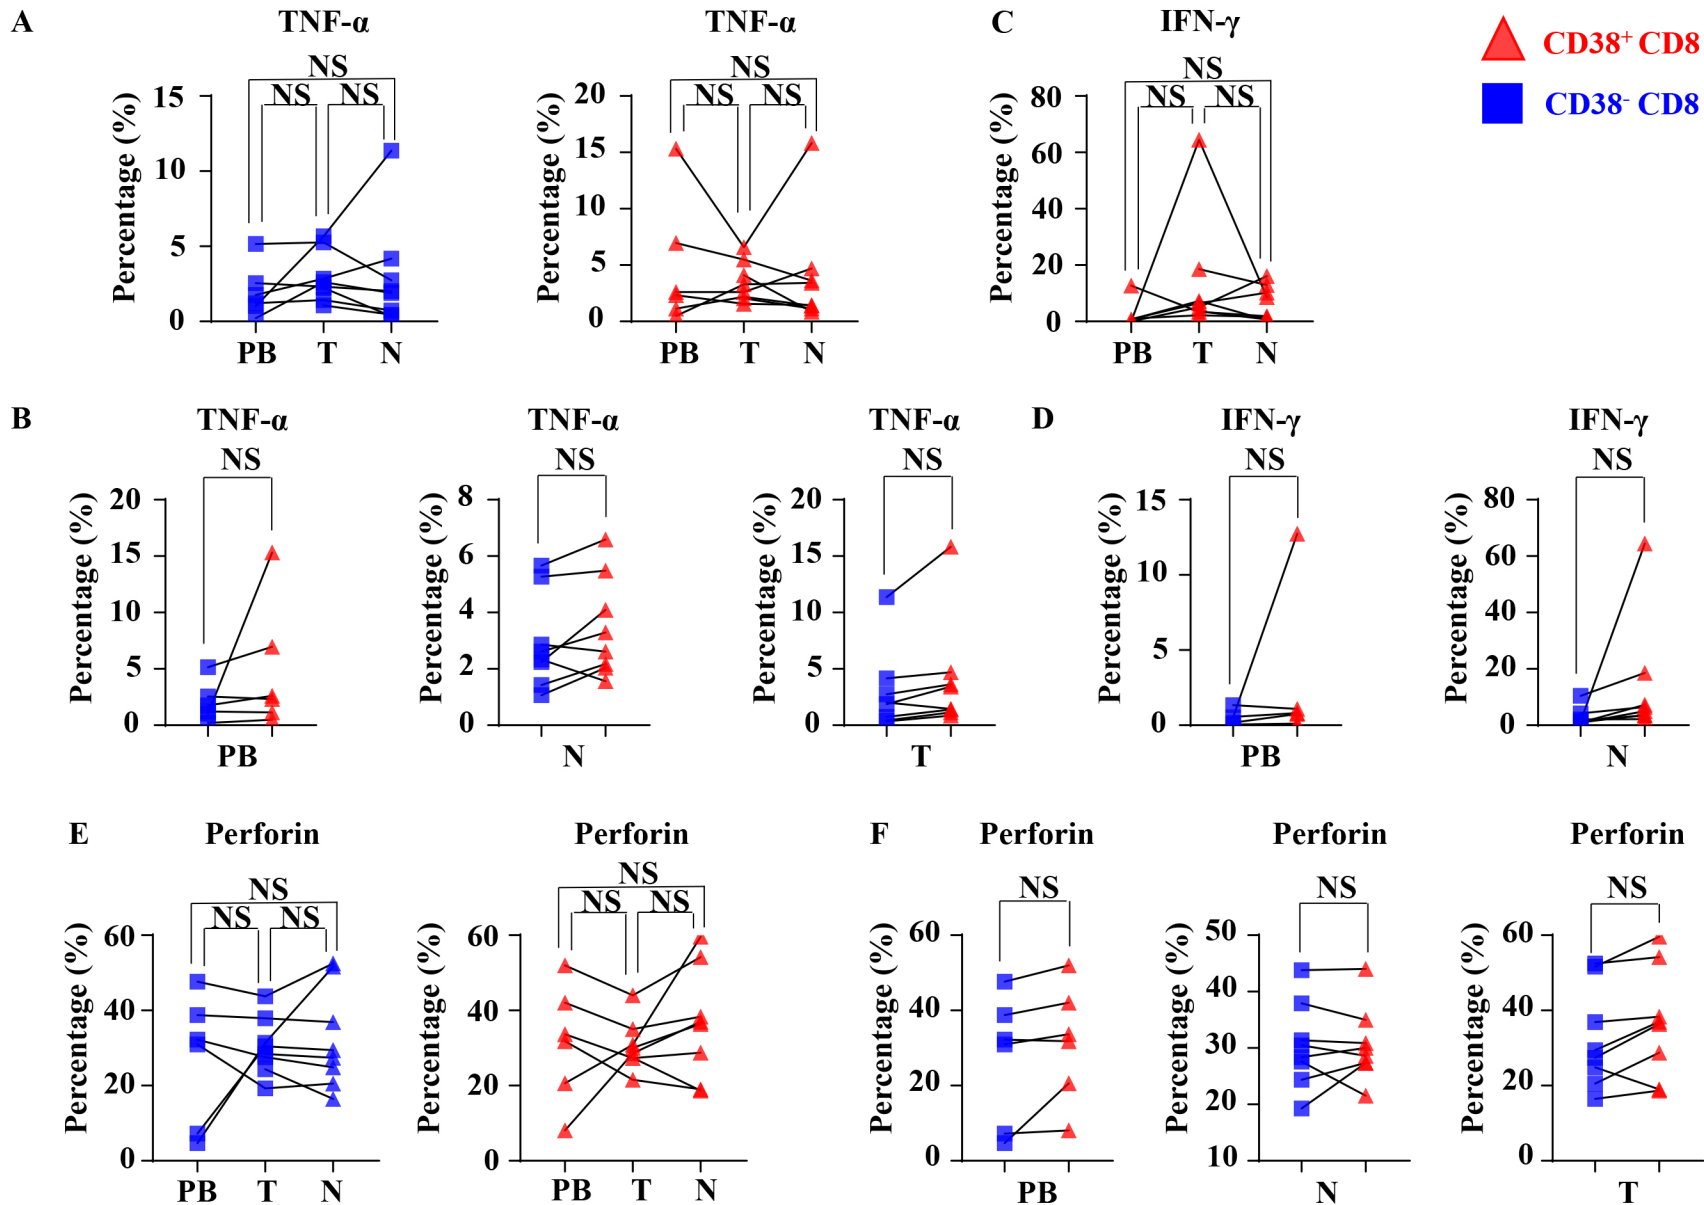 A
TNF-α
TNF-α
C
IFN-γ
CD38⁺ CD8
CD38⁻ CD8
NS
NS NS
Percentage (%)
15
10
5
0
PB T N
NS
NS NS
Percentage (%)
20
15
10
5
0
PB T N
NS
NS NS
Percentage (%)
80
60
40
20
0
PB T N
B
TNF-α
NS
Percentage (%)
20
15
10
5
0
PB
TNF-α
NS
Percentage (%)
8
6
4
2
0
N
TNF-α
NS
Percentage (%)
20
15
10
5
0
T
D
IFN-γ
NS
Percentage (%)
15
10
5
0
PB
IFN-γ
NS
Percentage (%)
80
60
40
20
0
N
E
Perforin
NS
NS NS
Percentage (%)
60
40
20
0
PB T N
Perforin
NS
NS NS
Percentage (%)
60
40
20
0
PB T N
F
Perforin
NS
Percentage (%)
60
40
20
0
PB
Perforin
NS
Percentage (%)
50
40
30
20
10
N
Perforin
NS
Percentage (%)
60
40
20
0
T